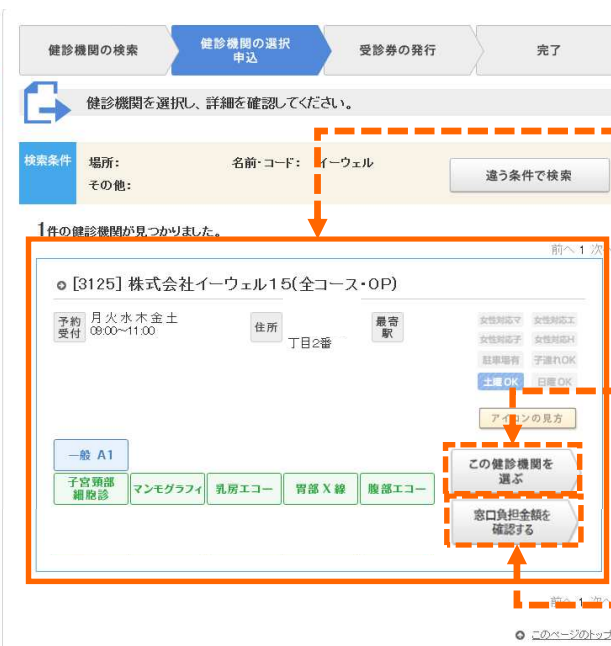 健診機関の検索
健診機関の選択
申込
受診券の発行
完了
健診機関を選択し、詳細を確認してください。
検索条件
場所:
名前・コード: イーウェル
その他:
違う条件で検索
1件の健診機関が見つかりました。
前へ 1 次へ
[3125] 株式会社イーウェル15(全コース・OP)
予約
受付
月火水木金土
09:00~11:00
住所
丁目2番
最寄
駅
女性対応マ 女性対応エ
女性対応子 女性対応H
駐車場有 子連れOK
土曜OK 日曜OK
アイコンの見方
一般 A1
子宮頸部
細胞診
マンモグラフィ
乳房エコー
胃部X線
腹部エコー
この健診機関を
選ぶ
窓口負担金額を
確認する
前へ 1 次へ
このページのトップ